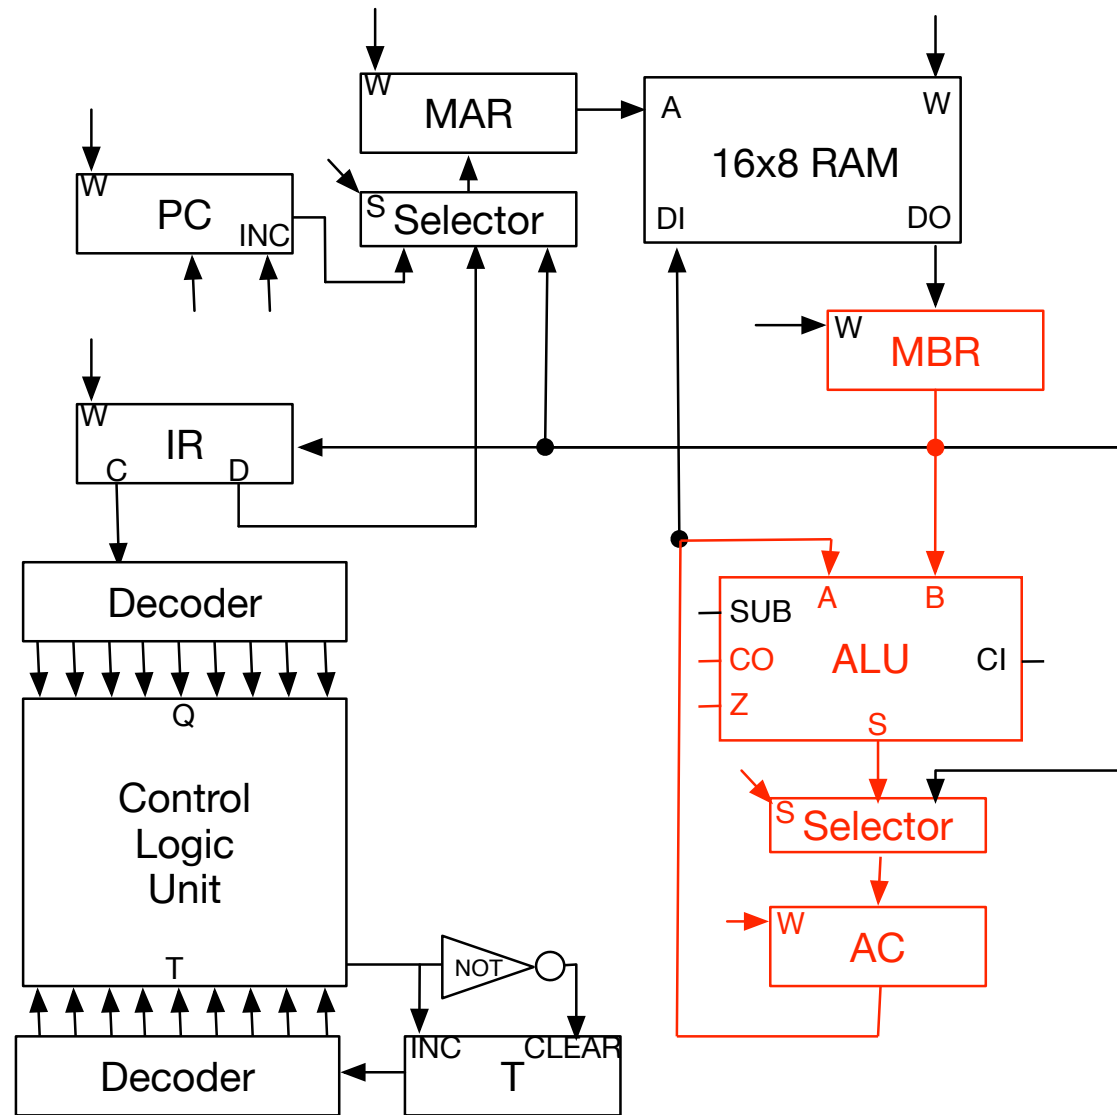 W
MAR
A
W
16x8 RAM
DI
DO
W
PC
INC
S
Selector
W
MBR
W
IR
C
D
Decoder
Q
Control
Logic
Unit
T
NOT
INC
CLEAR
T
Decoder
A
B
SUB
CO
ALU
CI
Z
S
S
Selector
W
AC